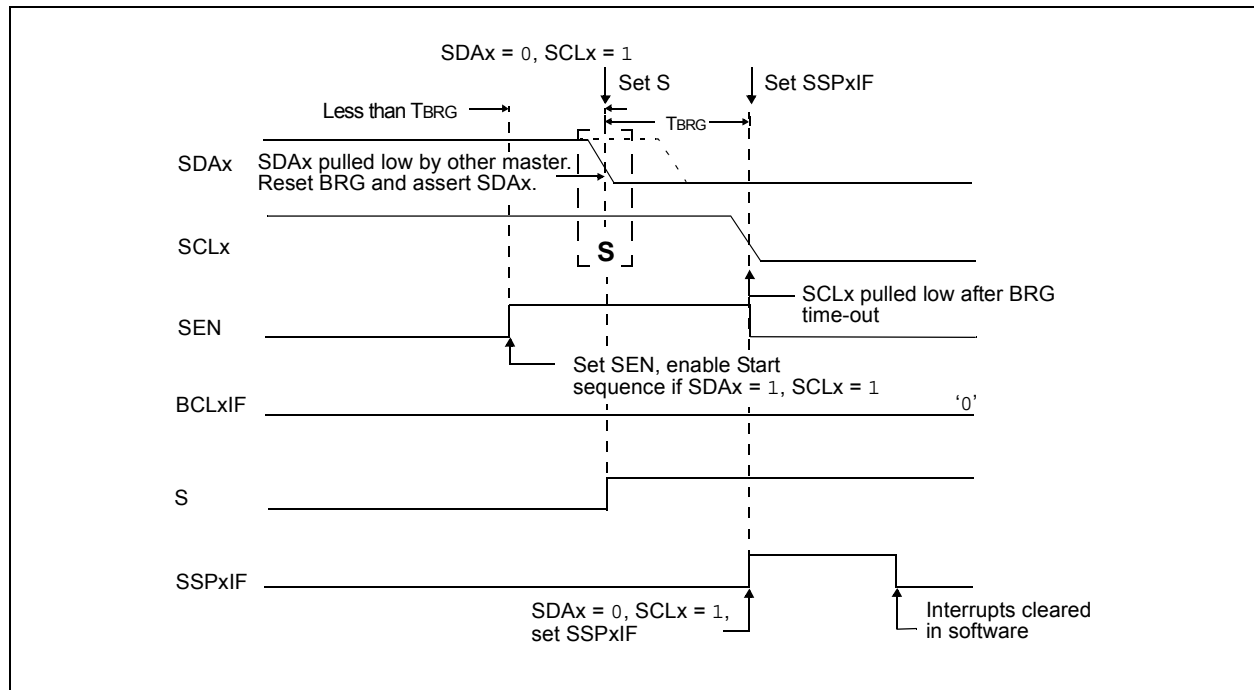 SDAx = 0, SCLx = 1
Set S
Set SSPxIF
Less than TBRG
TBRG
SDAx
SDAx pulled low by other master.
Reset BRG and assert SDAx.
SCLx
S
SCLx pulled low after BRG
time-out
SEN
Set SEN, enable Start
sequence if SDAx = 1, SCLx = 1
BCLxIF
‘0’
S
SSPxIF
SDAx = 0, SCLx = 1,
set SSPxIF
Interrupts cleared
in software